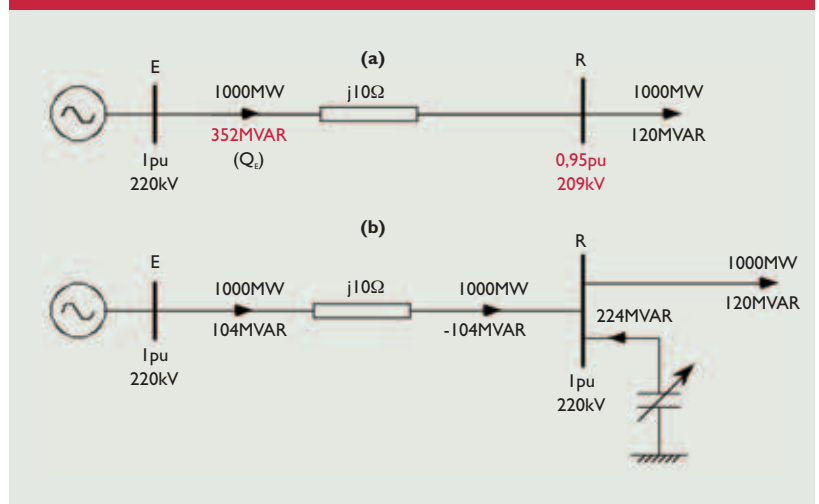 (a)
E
R
1000MW
j10Ω
1000MW
352MVAR
120MVAR
(QE)
1pu
220kV
0,95pu
209kV
(b)
E
R
1000MW
1000MW
j10Ω
1000MW
120MVAR
104MVAR
-104MVAR
224MVAR
1pu
220kV
1pu
220kV